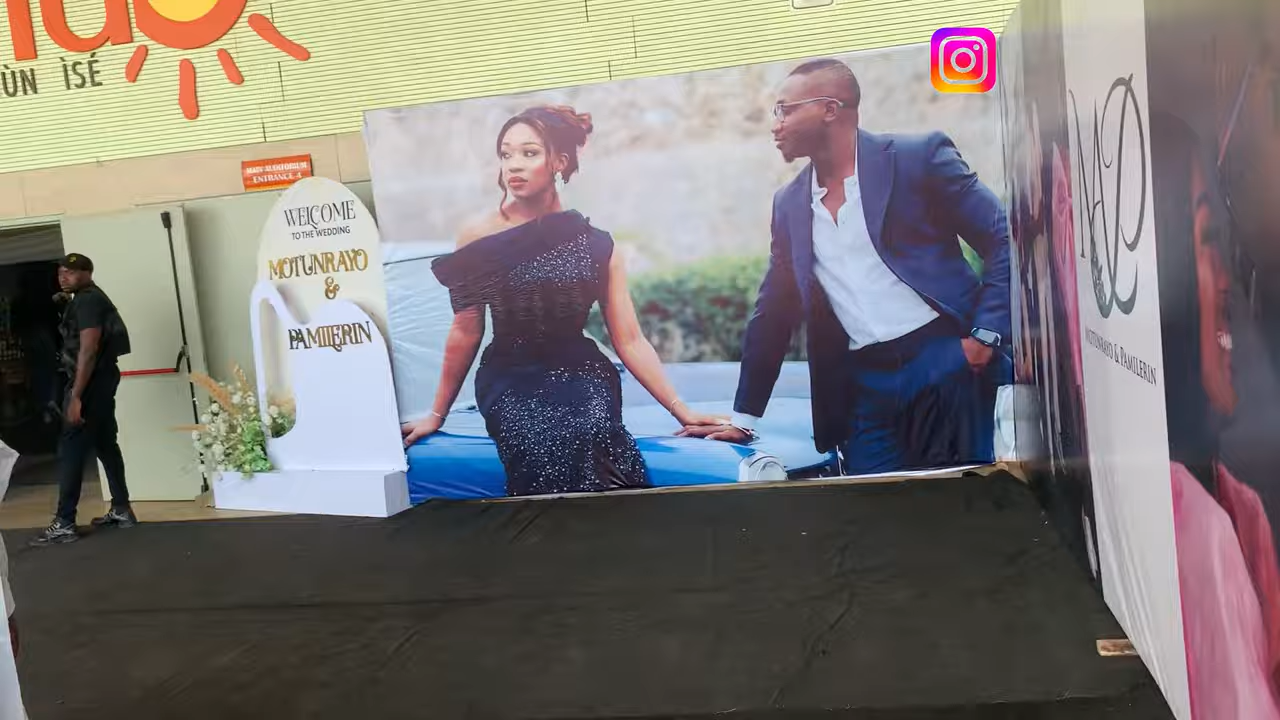 ÙN ÌSÉ
MAIN AUDITORIUM
ENTRANCE 4
WELCOME
TO THE WEDDING
MOTUNRAYO
&
PAMILERIN
MP
MOTUNRAYO & PAMILERIN